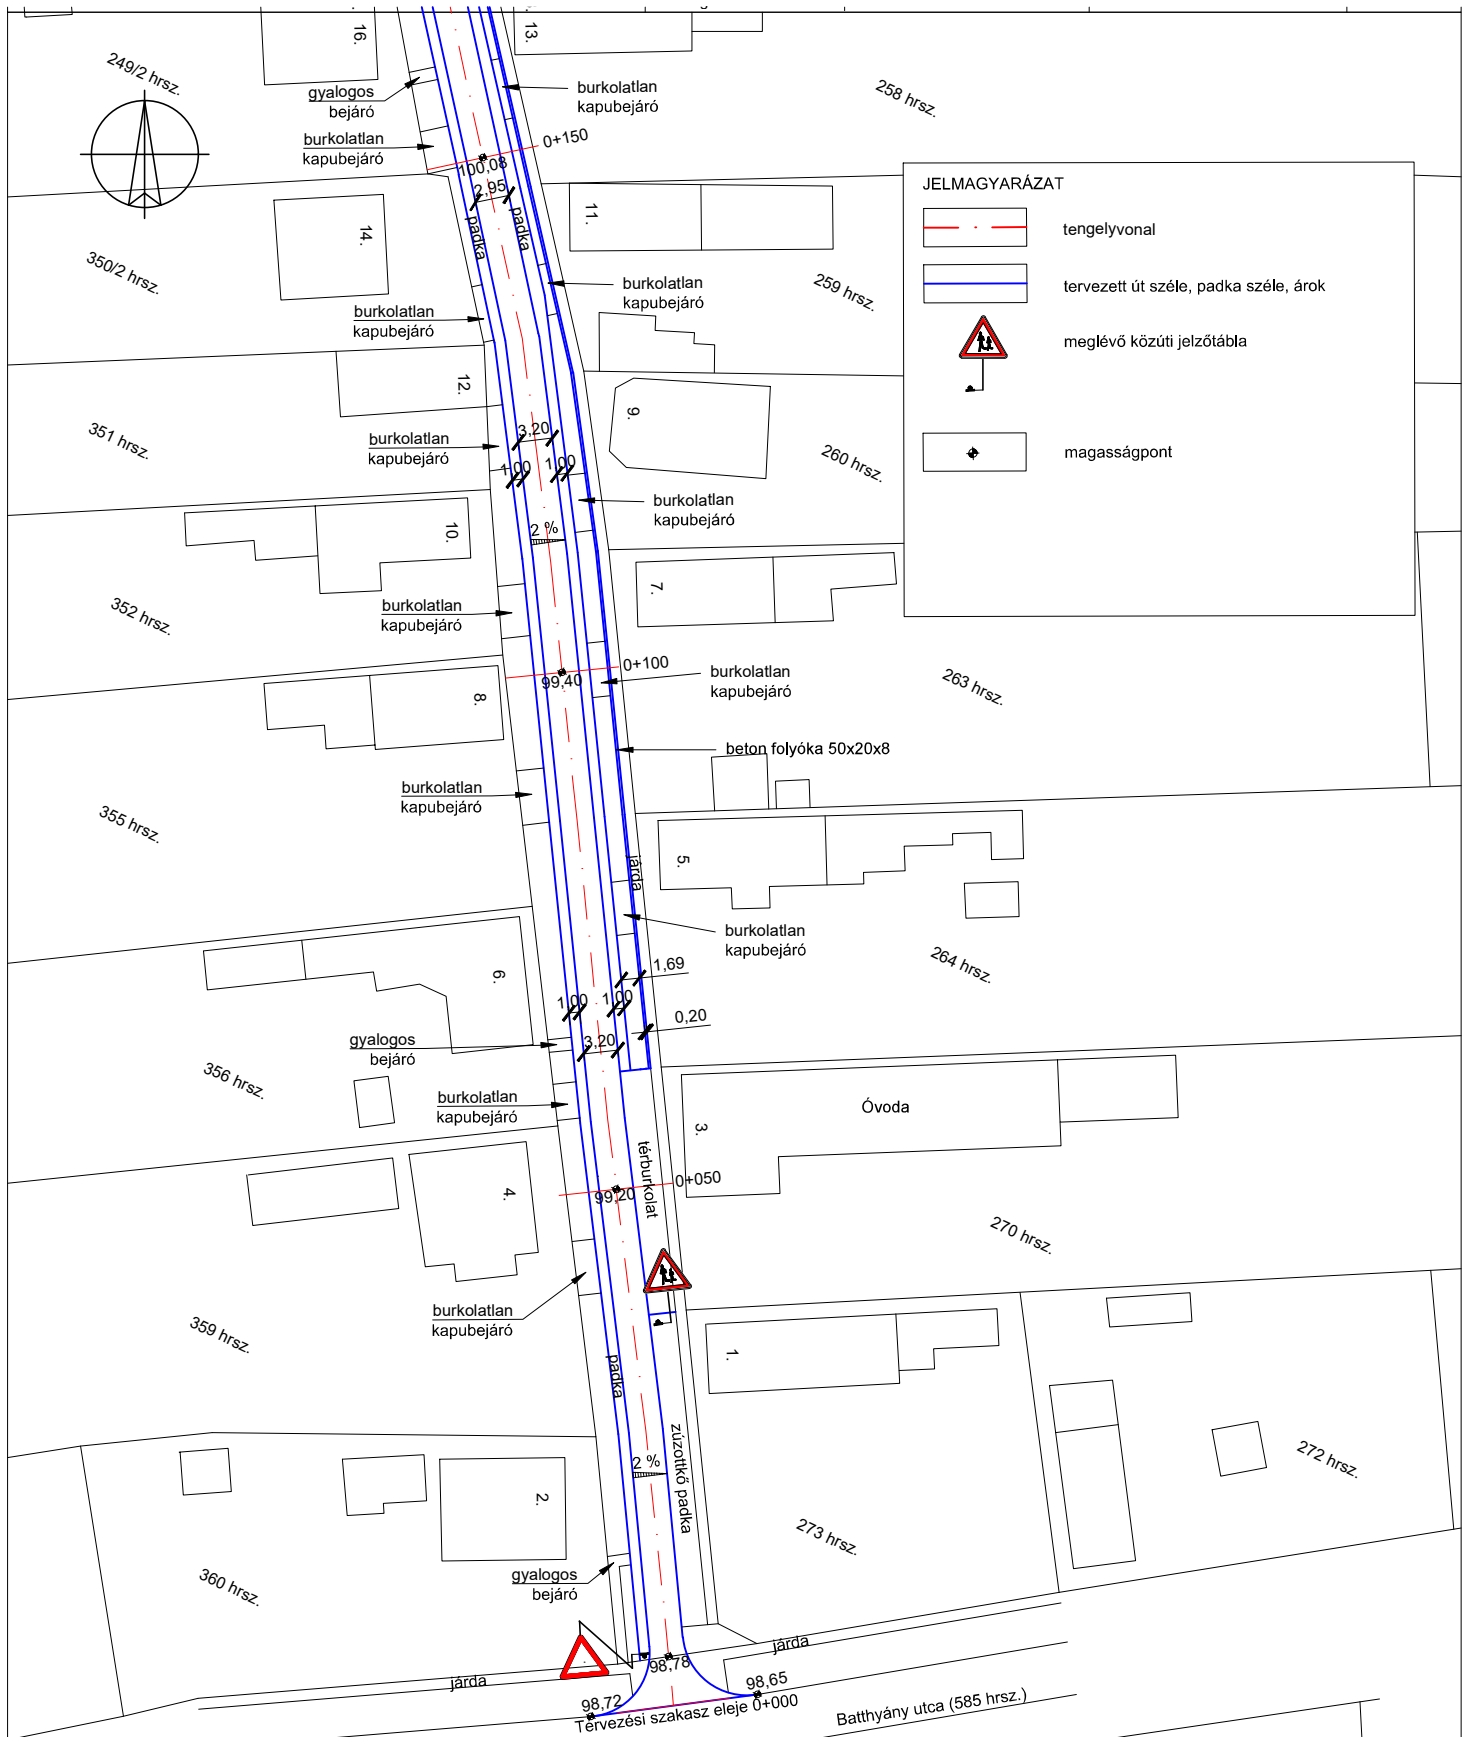 16.
13.
249/2 hrsz.
gyalogos
bejáró
burkolatlan
kapubejáró
258 hrsz.
burkolatlan
kapubejáró
0+150
100,08
2,95
padka
padka
JELMAGYARÁZAT
tengelyvonal
tervezett út széle, padka széle, árok
meglévő közúti jelzőtábla
magasságpont
14.
11.
350/2 hrsz.
burkolatlan
kapubejáró
259 hrsz.
burkolatlan
kapubejáró
12.
9.
351 hrsz.
burkolatlan
kapubejáró
3,20
1,00
1,00
260 hrsz.
burkolatlan
kapubejáró
10.
2 %
7.
352 hrsz.
burkolatlan
kapubejáró
0+100
99,40
burkolatlan
kapubejáró
263 hrsz.
8.
beton folyóka 50x20x8
355 hrsz.
burkolatlan
kapubejáró
járda
5.
burkolatlan
kapubejáró
264 hrsz.
6.
1,69
1,00
1,00
0,20
3,20
gyalogos
bejáró
356 hrsz.
burkolatlan
kapubejáró
Óvoda
3.
térburkolat
4.
0+050
99,20
270 hrsz.
359 hrsz.
burkolatlan
kapubejáró
1.
padka
zúzottkő padka
2 %
272 hrsz.
2.
273 hrsz.
360 hrsz.
gyalogos
bejáró
járda
járda
98,78
98,65
98,72
Tervezési szakasz eleje 0+000
Batthyány utca (585 hrsz.)